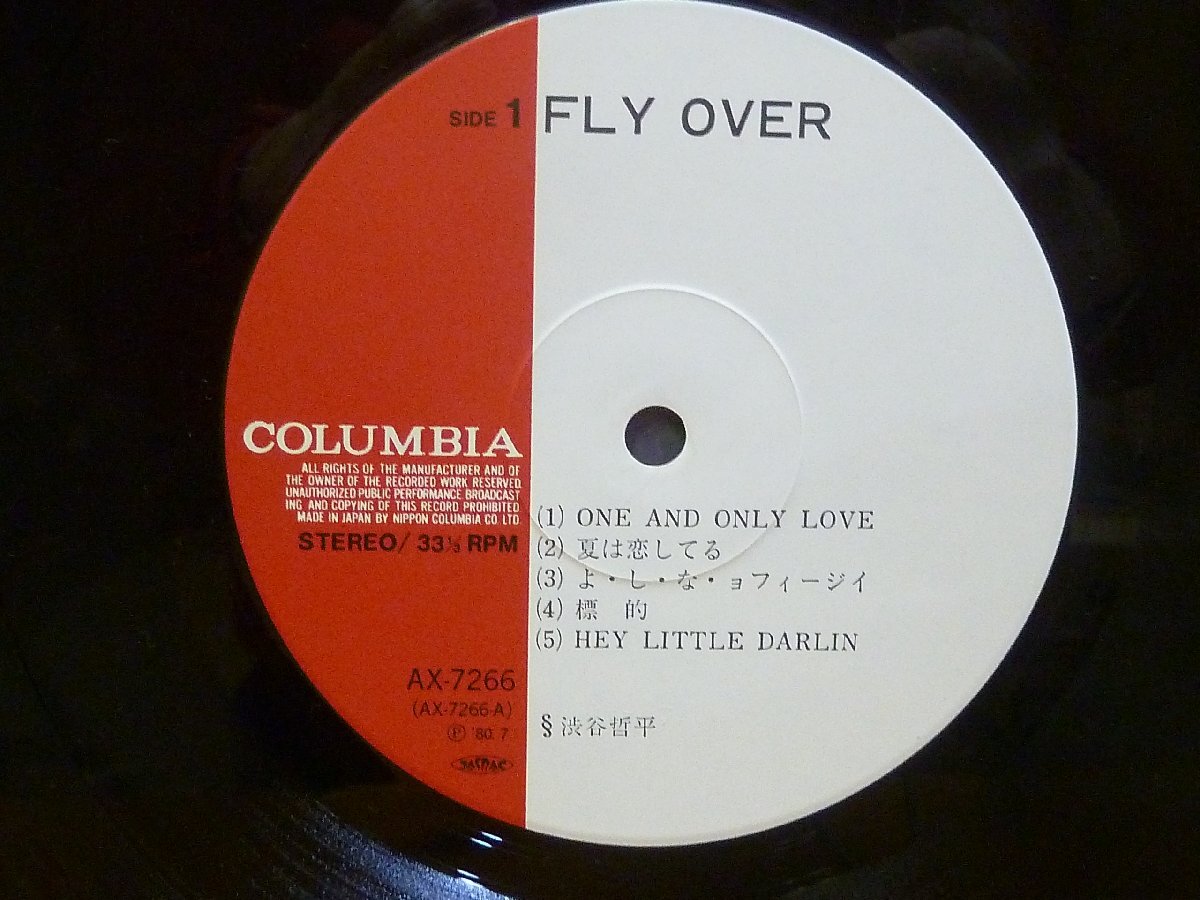 SIDE 1 FLY OVER
COLUMBIA
ALL RIGHTS OF THE MANUFACTURER AND OF
THE OWNER OF THE RECORDED WORK RESERVED
UNAUTHORIZED PUBLIC PERFORMANCE BROADCAST
ING AND COPYING OF THIS RECORD PROHIBITED
MADE IN JAPAN BY NIPPON COLUMBIA CO. LTD.
STEREO/ 33⅓ RPM
(1) ONE AND ONLY LOVE
(2) 夏は恋してる
(3) よ・し・な・ョフィージイ
(4) 標 的
(5) HEY LITTLE DARLIN
AX-7266
(AX-7266-A)
Ⓟ '80. 7
JASRAC
§ 渋谷哲平